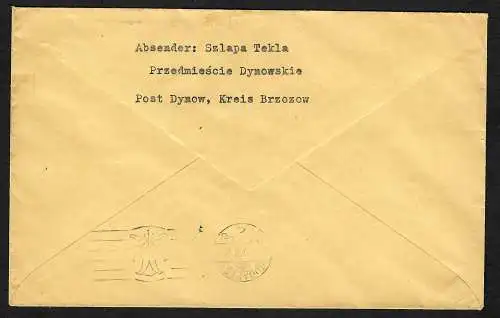 Absender: Szlapa Tekla
Przedmieście Dynowskie
Post Dynow, Kreis Brzozow